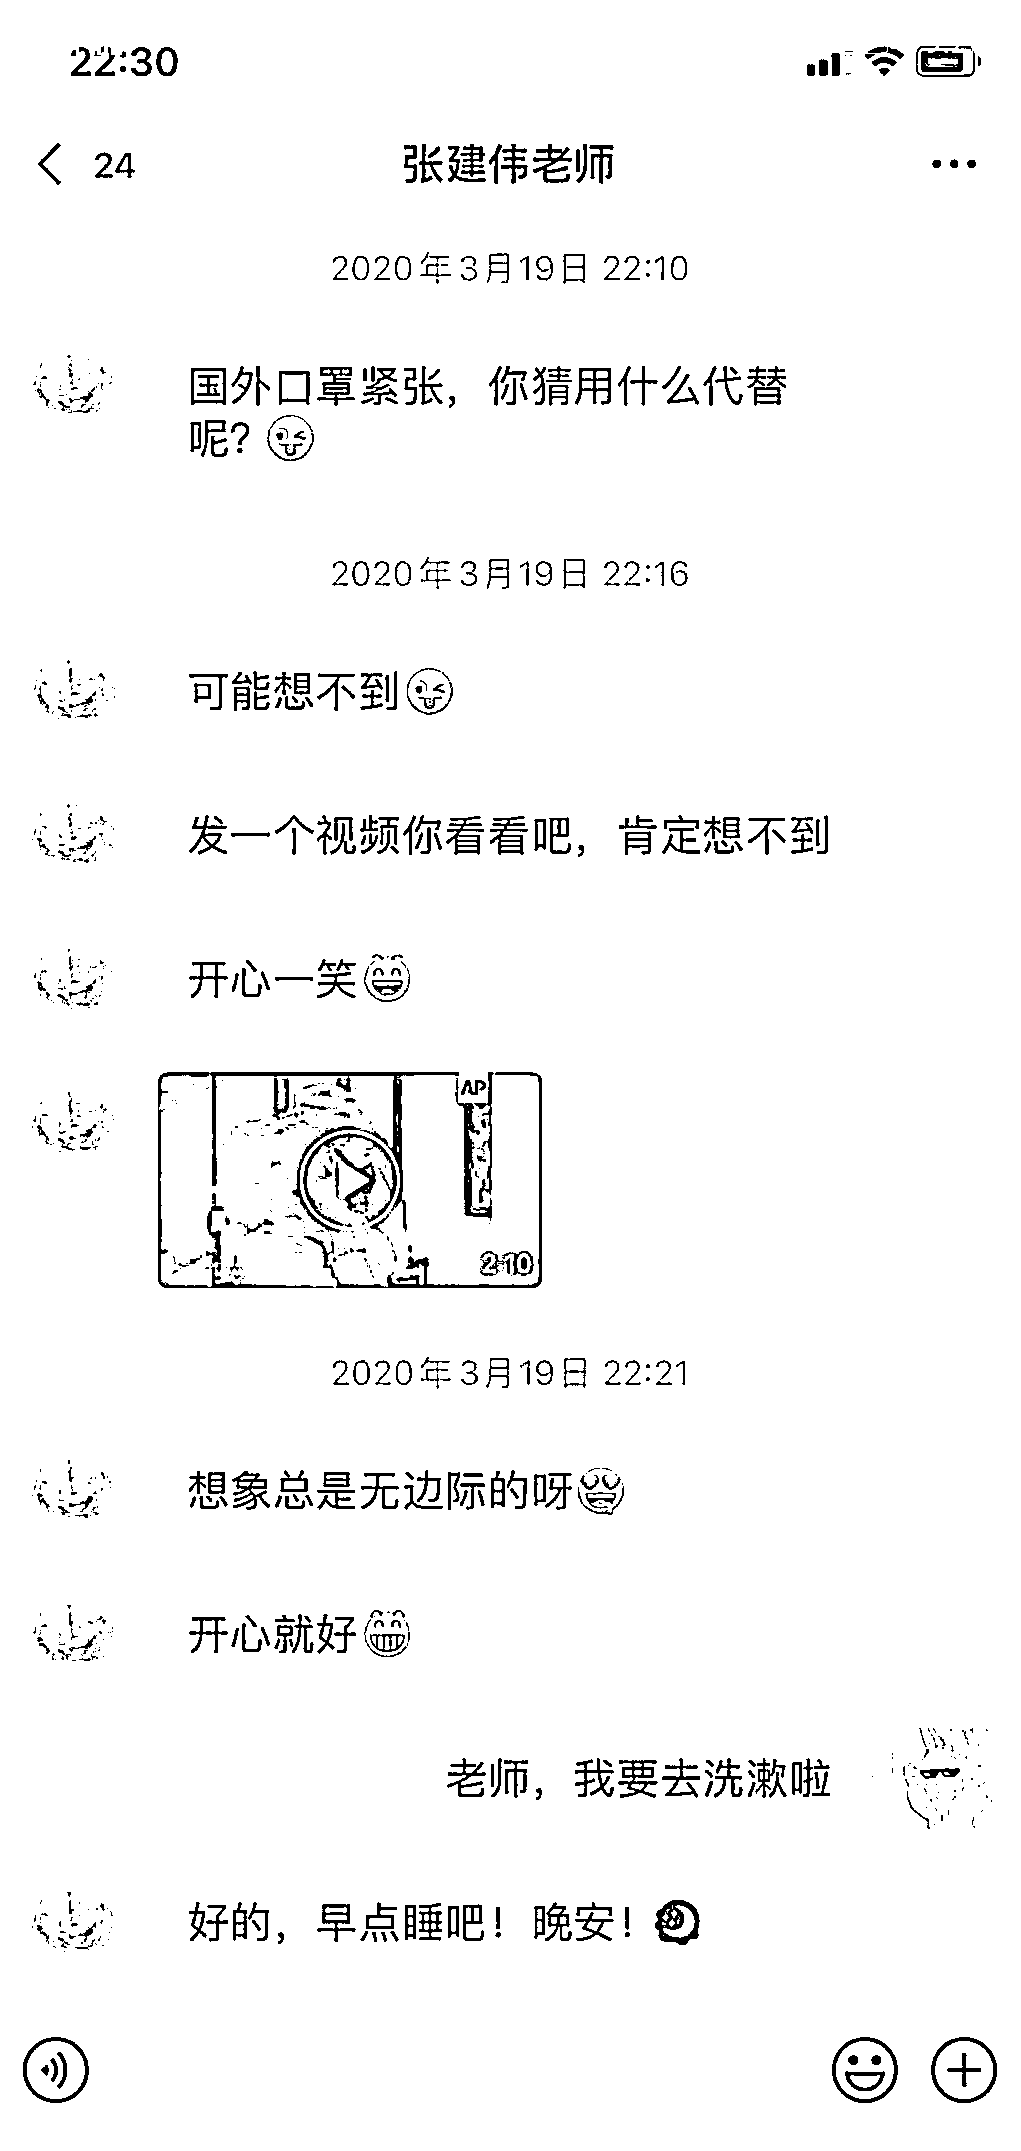 22:30
24
张建伟老师
2020年3月19日 22:10
国外口罩紧张，你猜用什么代替
呢？😜
2020年3月19日 22:16
可能想不到😜
发一个视频你看看吧，肯定想不到
开心一笑😄
AP
2:10
2020年3月19日 22:21
想象总是无边际的呀
开心就好😁
老师，我要去洗漱啦
好的，早点睡吧！晚安！